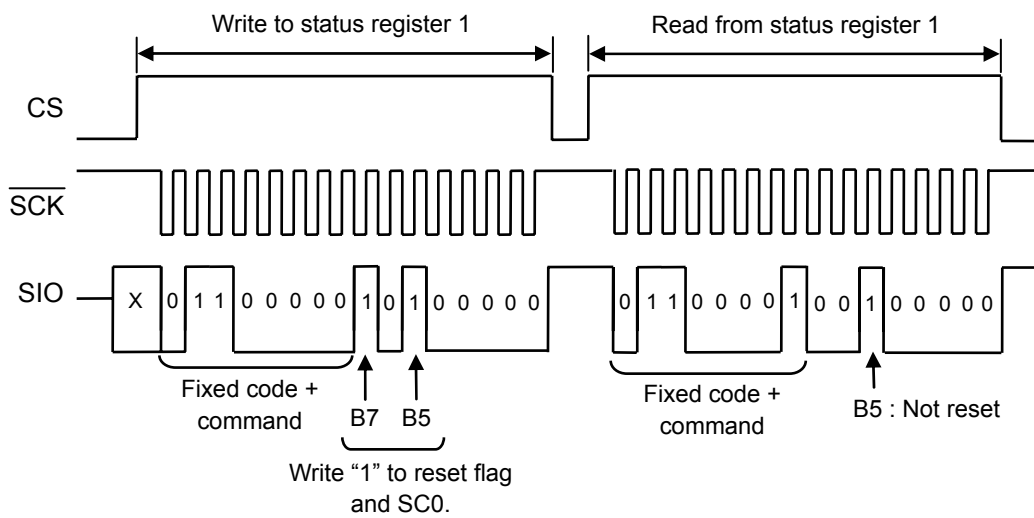 Write to status register 1
Read from status register 1
CS
SCK
SIO
X 0 1 1 0 0 0 0 0 1 0 1 0 0 0 0 0
0 1 1 0 0 0 0 1 0 0 1 0 0 0 0 0
Fixed code +
command
B7 B5
Write “1” to reset flag
and SC0.
Fixed code +
command
B5 : Not reset